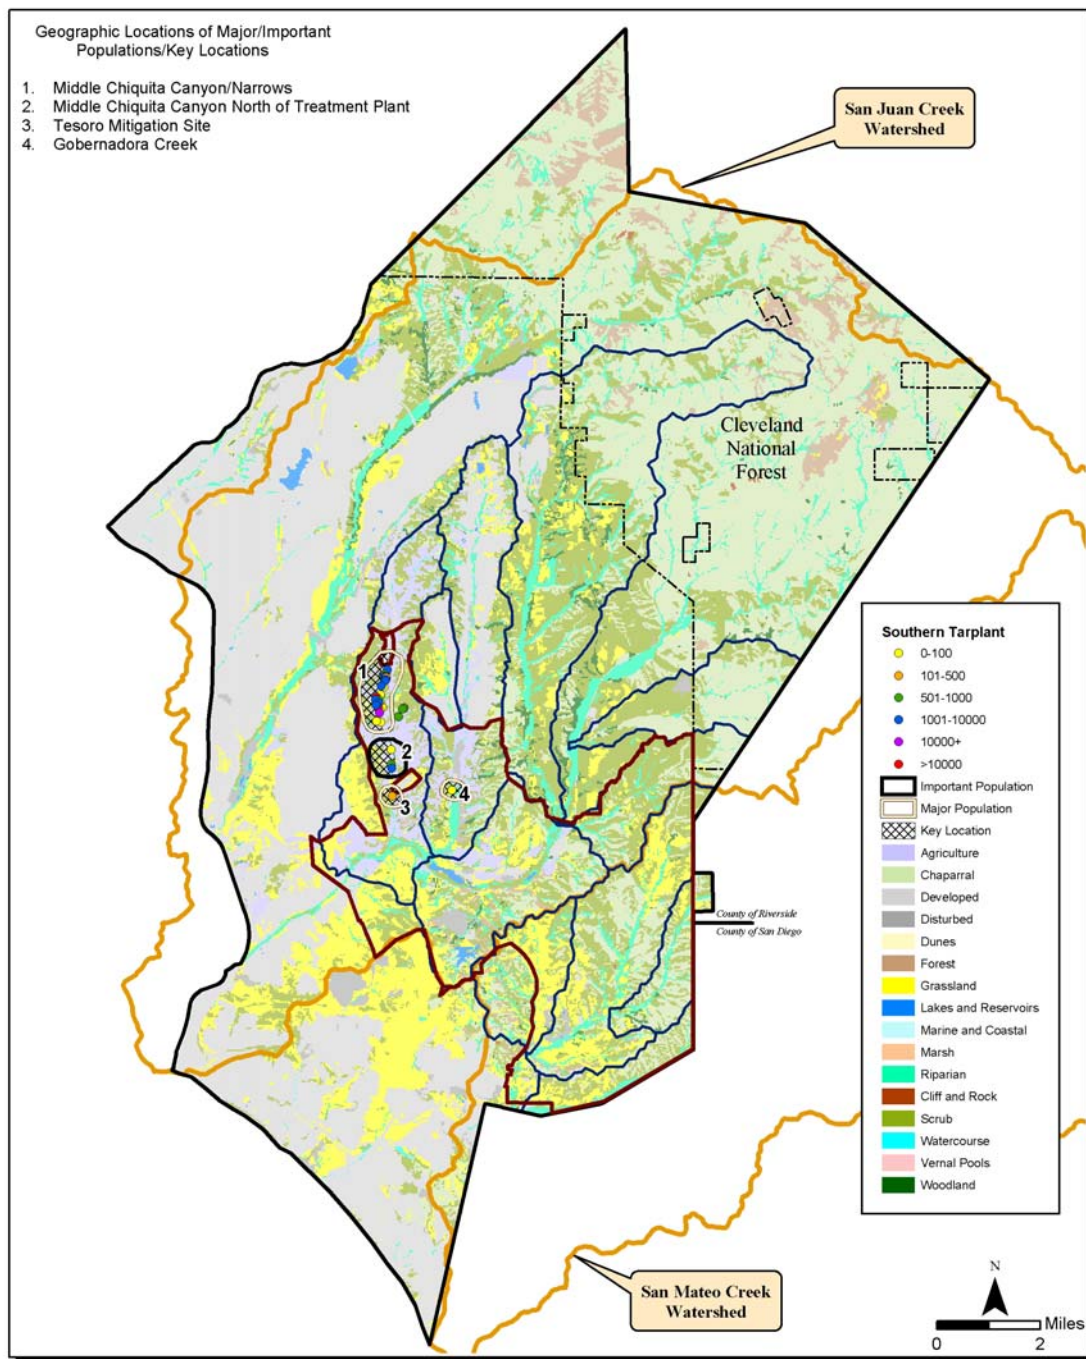 Geographic Locations of Major/Important
Populations/Key Locations
1. Middle Chiquita Canyon/Narrows
2. Middle Chiquita Canyon North of Treatment Plant
3. Tesoro Mitigation Site
4. Gobernadora Creek
San Juan Creek
Watershed
Cleveland
National
Forest
1
2
3
4
Southern Tarplant
0-100
101-500
501-1000
1001-10000
10000+
>10000
Important Population
Major Population
Key Location
Agriculture
Chaparral
Developed
Disturbed
Dunes
Forest
Grassland
Lakes and Reservoirs
Marine and Coastal
Marsh
Riparian
Cliff and Rock
Scrub
Watercourse
Vernal Pools
Woodland
County of Riverside
County of San Diego
San Mateo Creek
Watershed
N
Miles
0 2